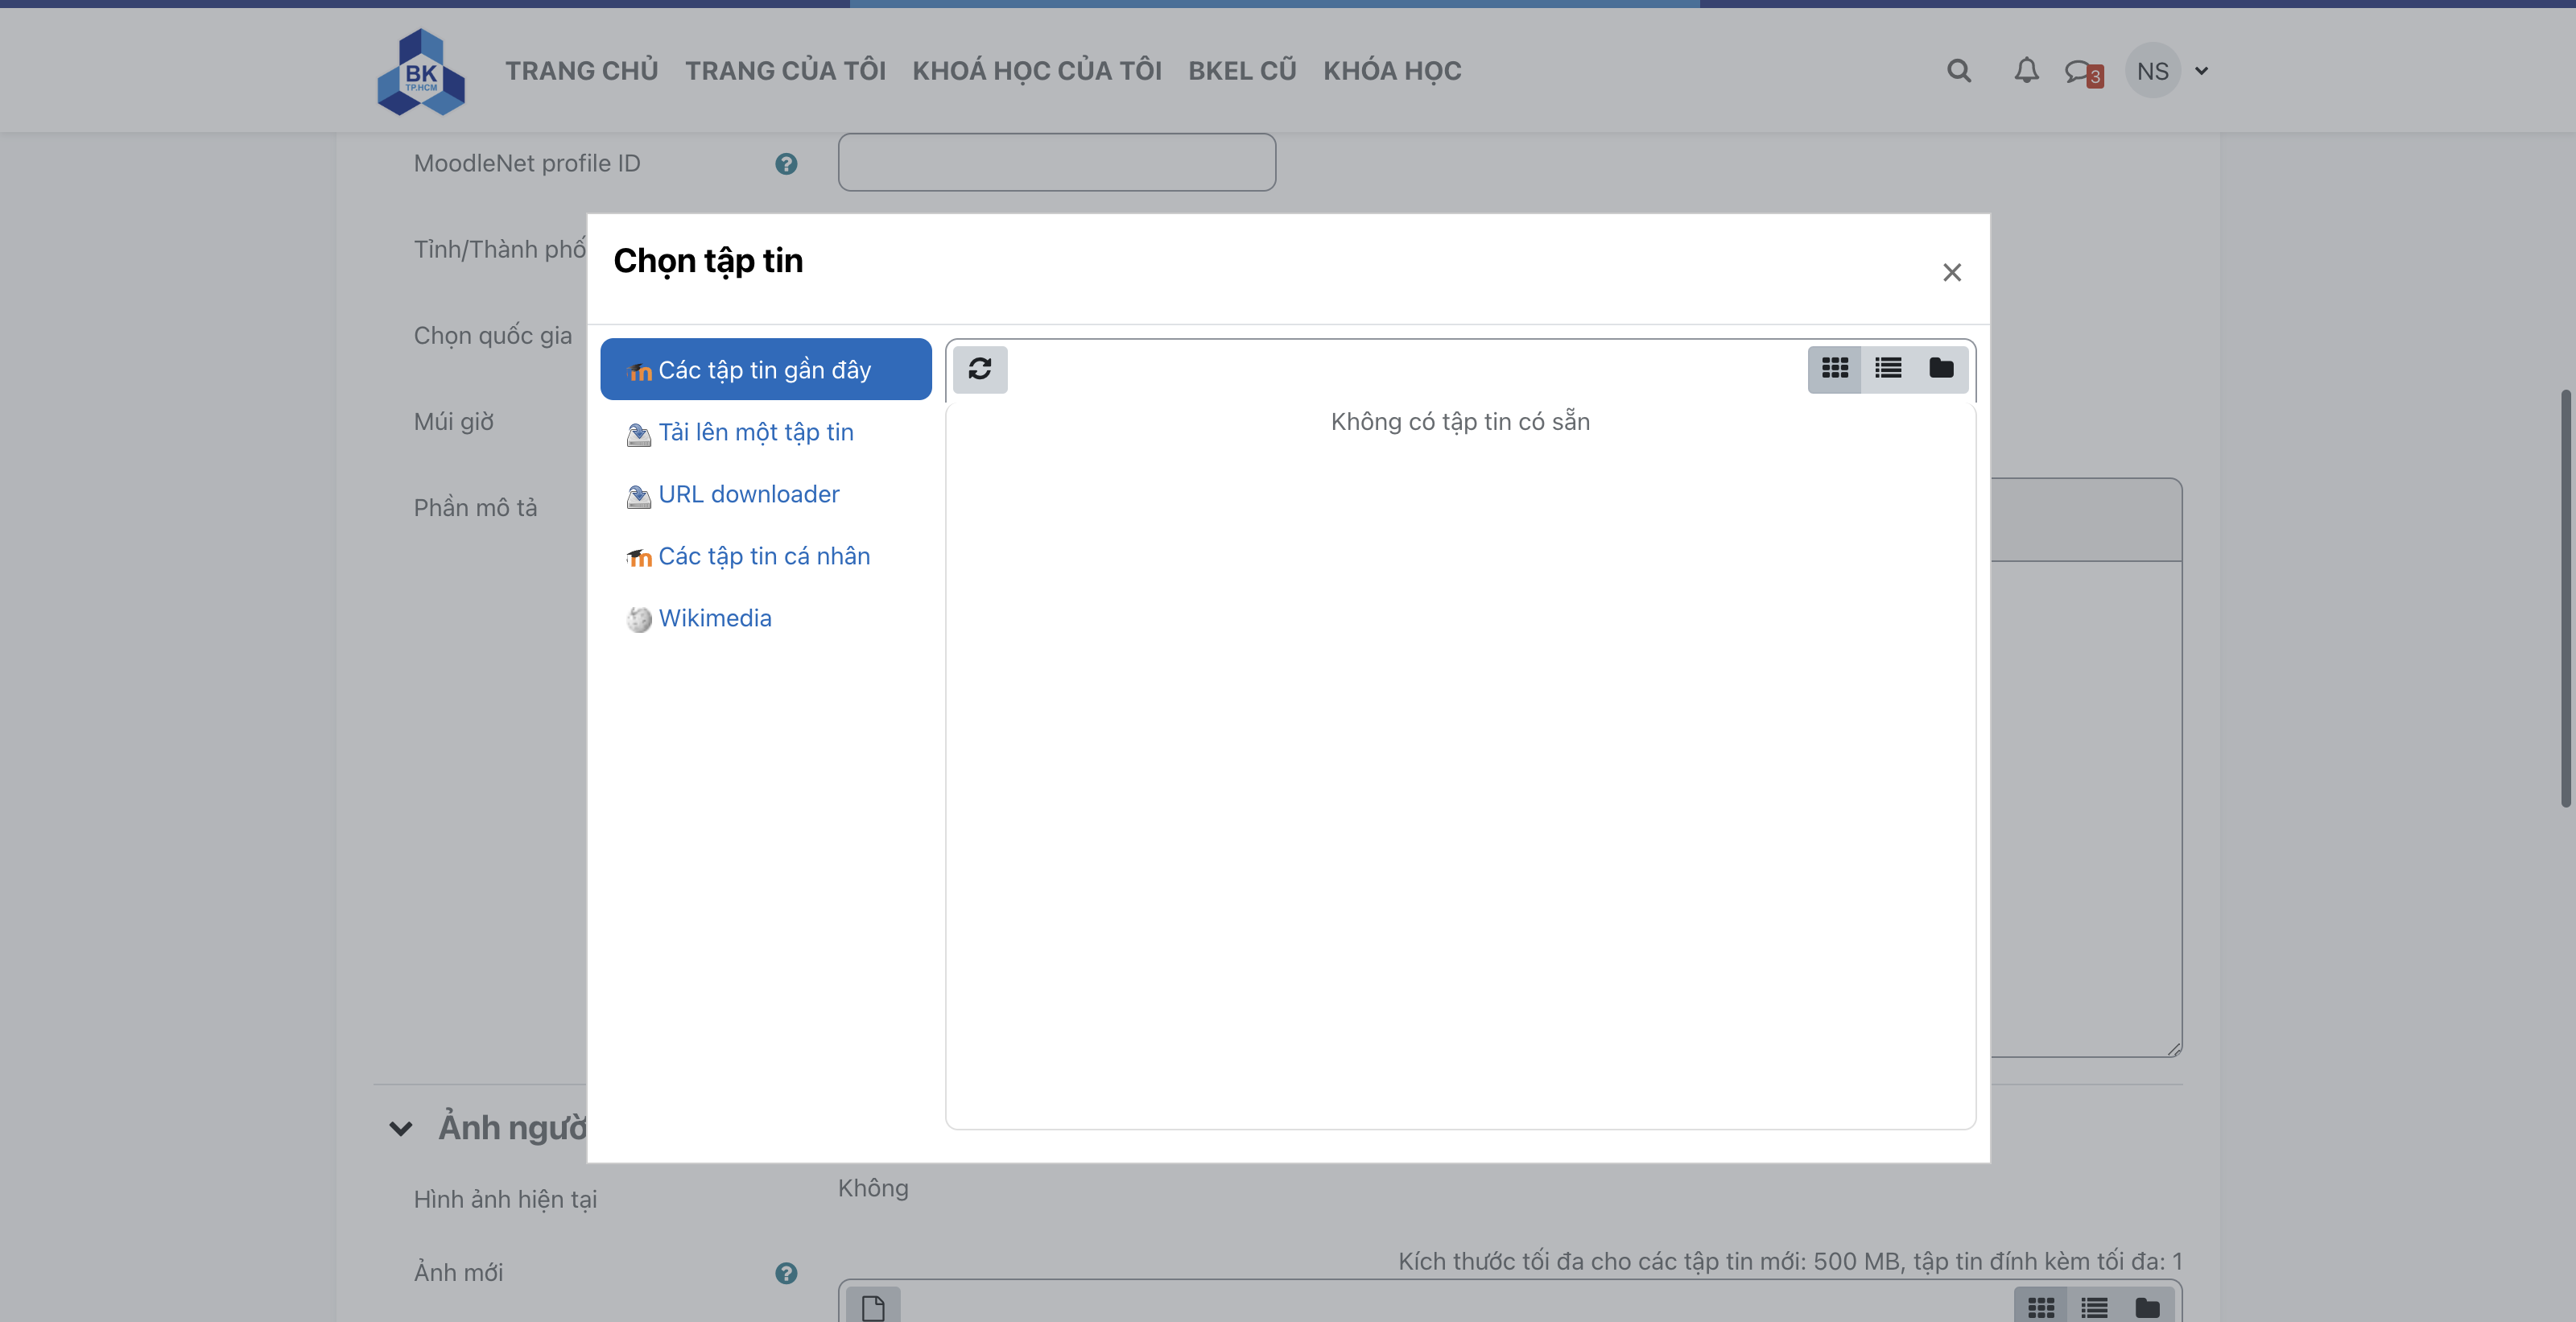 BK
TP.HCM
TRANG CHỦ TRANG CỦA TÔI KHOÁ HỌC CỦA TÔI BKEL CŨ KHÓA HỌC
3
NS
MoodleNet profile ID
Tỉnh/Thành phố
Chọn quốc gia
Múi giờ
Phần mô tả
Chọn tập tin
Các tập tin gần đây
Tải lên một tập tin
URL downloader
Các tập tin cá nhân
Wikimedia
Không có tập tin có sẵn
Ảnh ngườ
Hình ảnh hiện tại
Không
Kích thước tối đa cho các tập tin mới: 500 MB, tập tin đính kèm tối đa: 1
Ảnh mới